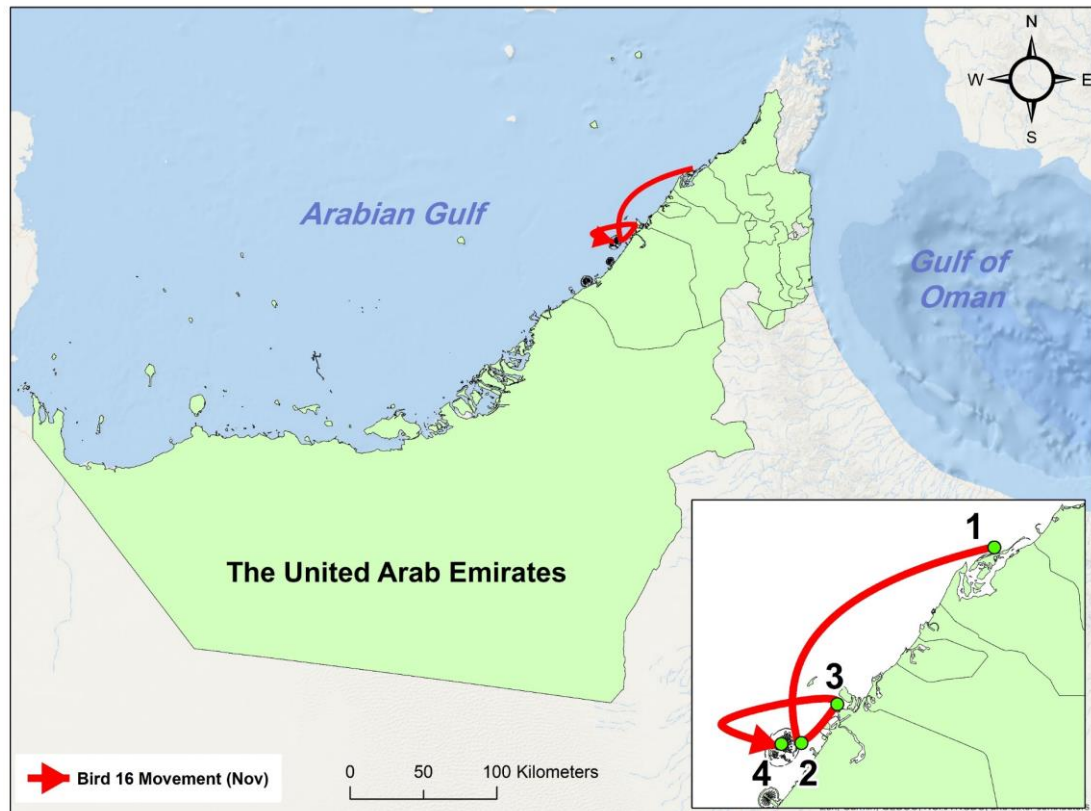 N
W E
S
Arabian Gulf
Gulf of
Oman
The United Arab Emirates
1
3
4 2
Bird 16 Movement (Nov)
0 50 100 Kilometers